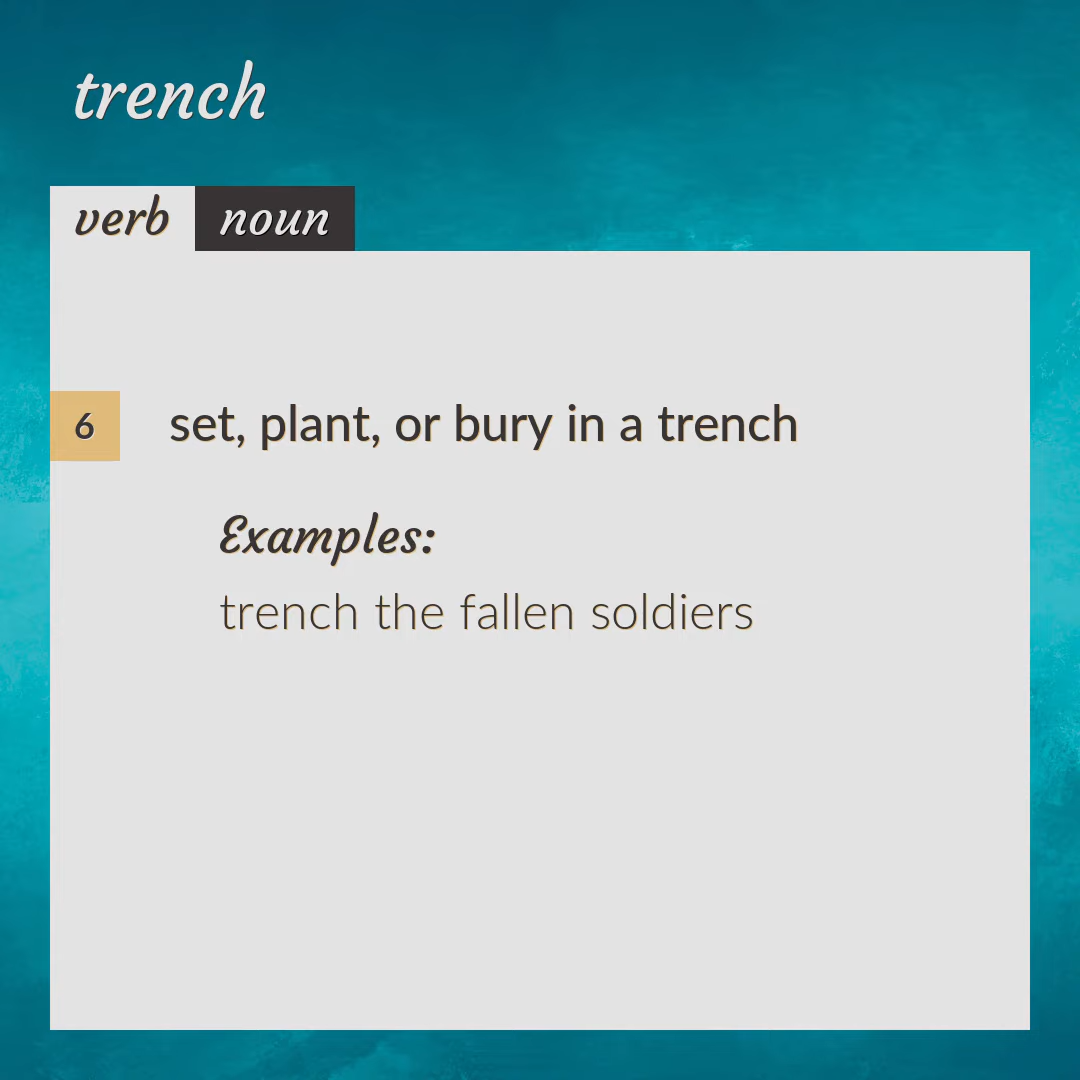 trench
verb noun
6 set, plant, or bury in a trench
Examples:
trench the fallen soldiers